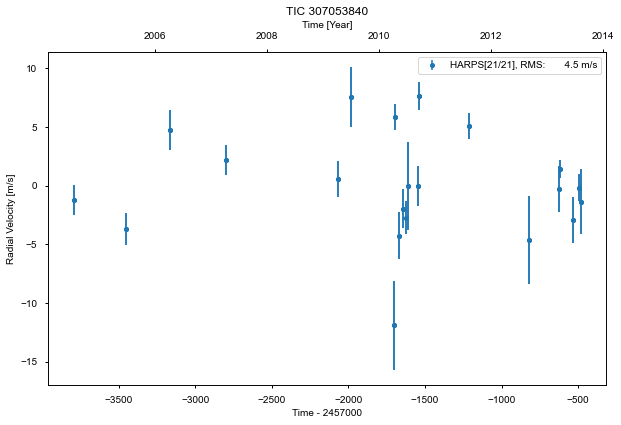 TIC 307053840
Time [Year]
2006 2008 2010 2012 2014
HARPS[21/21], RMS: 4.5 m/s
10
5
0
−5
−10
−15
Radial Velocity [m/s]
−3500 −3000 −2500 −2000 −1500 −1000 −500
Time - 2457000